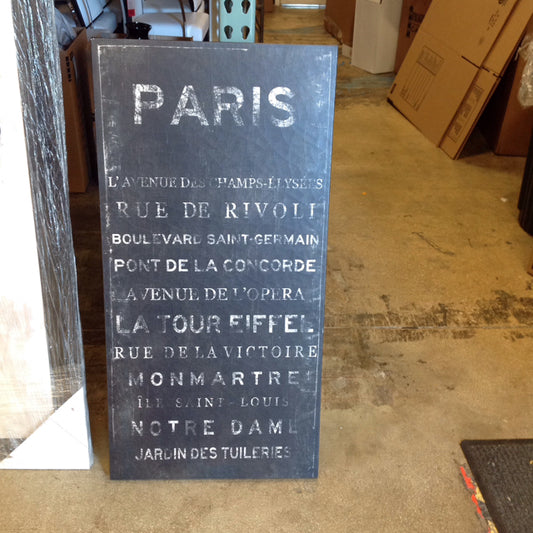 PARIS
L'AVENUE DES CHAMPS-ÉLYSÉES
RUE DE RIVOLI
BOULEVARD SAINT-GERMAIN
PONT DE LA CONCORDE
AVENUE DE L'OPERA
LA TOUR EIFFEL
RUE DE LA VICTOIRE
MONMARTRE
ÎLE SAINT-LOUIS
NOTRE DAME
JARDIN DES TUILERIES